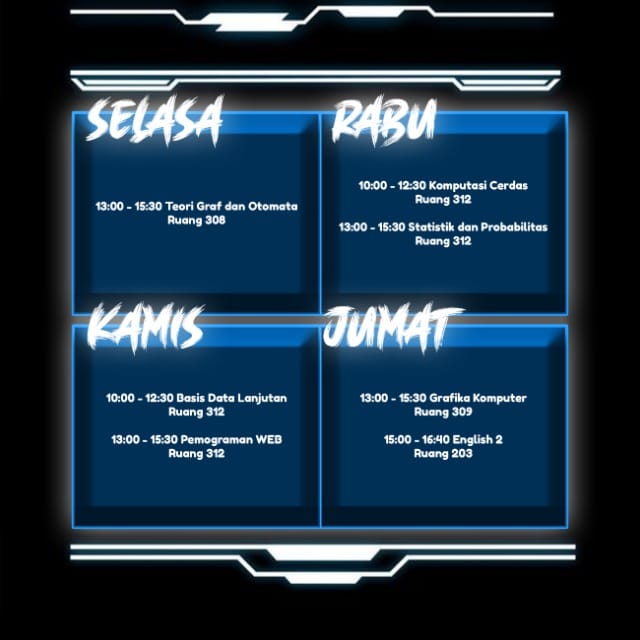 SELASA
13:00 - 15:30 Teori Graf dan Otomata
Ruang 308
RABU
10:00 - 12:30 Komputasi Cerdas
Ruang 312
13:00 - 15:30 Statistik dan Probabilitas
Ruang 312
KAMIS
10:00 - 12:30 Basis Data Lanjutan
Ruang 312
13:00 - 15:30 Pemograman WEB
Ruang 312
JUMAT
13:00 - 15:30 Grafika Komputer
Ruang 309
15:00 - 16:40 English 2
Ruang 203